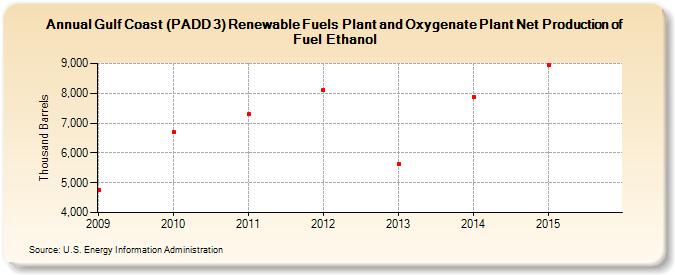 Annual Gulf Coast (PADD 3) Renewable Fuels Plant and Oxygenate Plant Net Production of
Fuel Ethanol
Thousand Barrels
9,000
8,000
7,000
6,000
5,000
4,000
2009 2010 2011 2012 2013 2014 2015
Source: U.S. Energy Information Administration